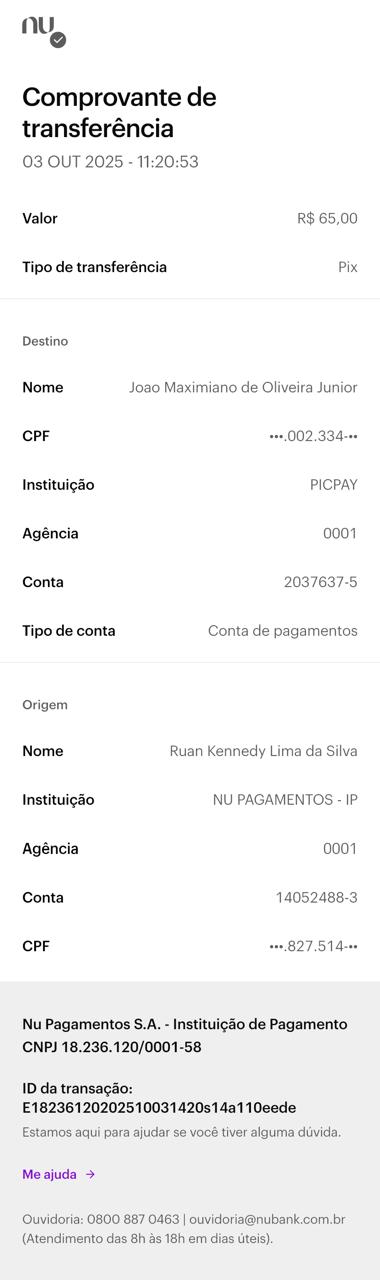 nu
Comprovante de
transferência
03 OUT 2025 - 11:20:53
Valor R$ 65,00
Tipo de transferência Pix
Destino
Nome Joao Maximiano de Oliveira Junior
CPF •••.002.334-••
Instituição PICPAY
Agência 0001
Conta 2037637-5
Tipo de conta Conta de pagamentos
Origem
Nome Ruan Kennedy Lima da Silva
Instituição NU PAGAMENTOS - IP
Agência 0001
Conta 14052488-3
CPF •••.827.514-••
Nu Pagamentos S.A. - Instituição de Pagamento
CNPJ 18.236.120/0001-58
ID da transação:
E18236120202510031420s14a110eede
Estamos aqui para ajudar se você tiver alguma dúvida.
Me ajuda →
Ouvidoria: 0800 887 0463 | ouvidoria@nubank.com.br
(Atendimento das 8h às 18h em dias úteis).